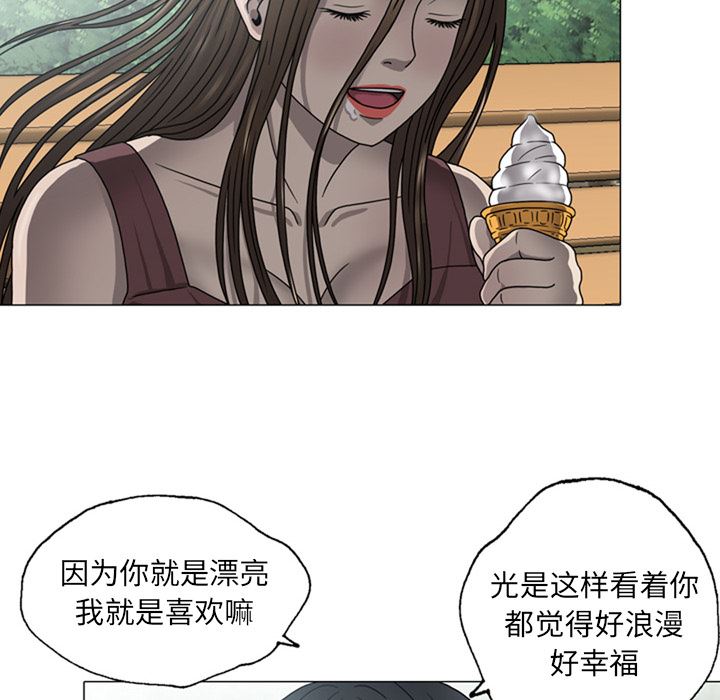 因为你就是漂亮
我就是喜欢嘛
光是这样看着你
都觉得好浪漫
好幸福